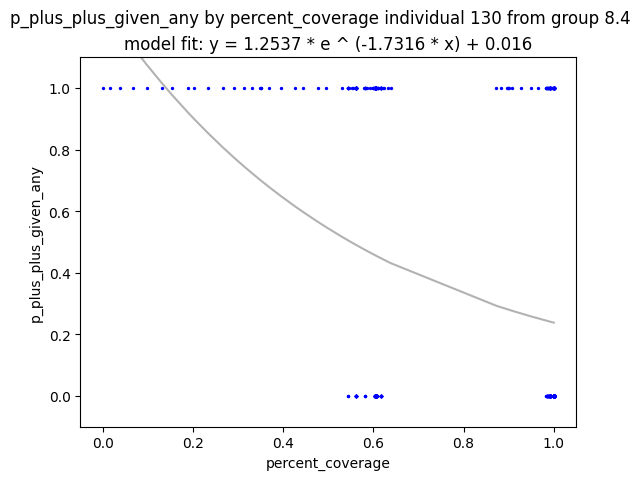 p_plus_plus_given_any by percent_coverage individual 130 from group 8.4
model fit: y = 1.2537 * e ^ (-1.7316 * x) + 0.016
1.0
0.8
0.6
0.4
0.2
0.0
p_plus_plus_given_any
0.0 0.2 0.4 0.6 0.8 1.0
percent_coverage